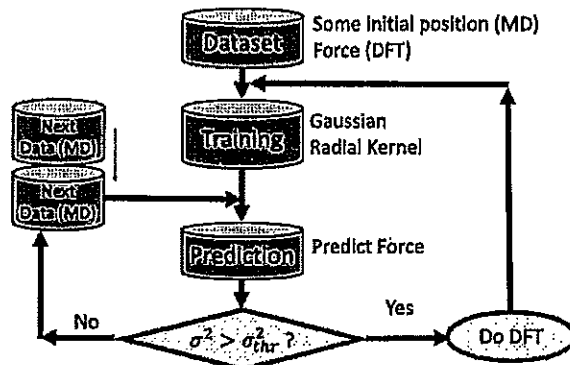 Dataset
Some initial position (MD)
Force (DFT)
Training
Gaussian
Radial Kernel
Next
Data (MD)
Next
Data (MD)
Prediction
Predict Force
No
σ² > σ²thr ?
Yes
Do DFT